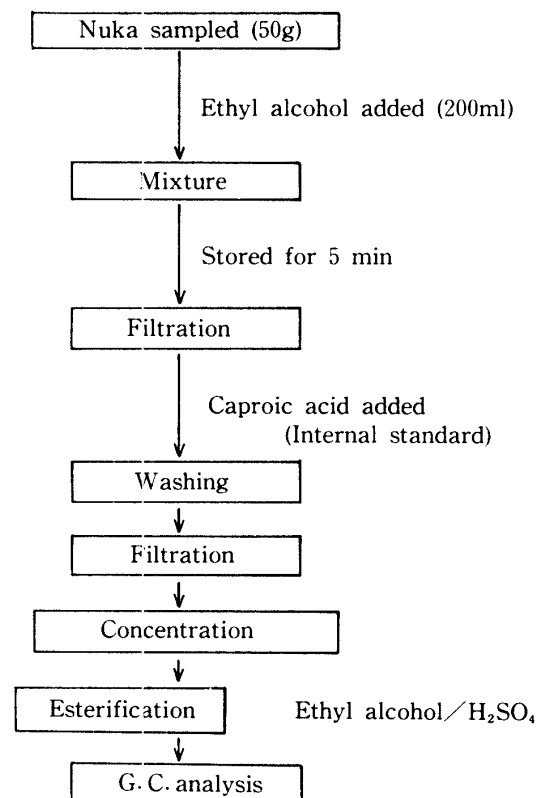 Nuka sampled (50g)
Ethyl alcohol added (200ml)
Mixture
Stored for 5 min
Filtration
Caproic acid added
(Internal standard)
Washing
Filtration
Concentration
Esterification Ethyl alcohol/H₂SO₄
G. C. analysis